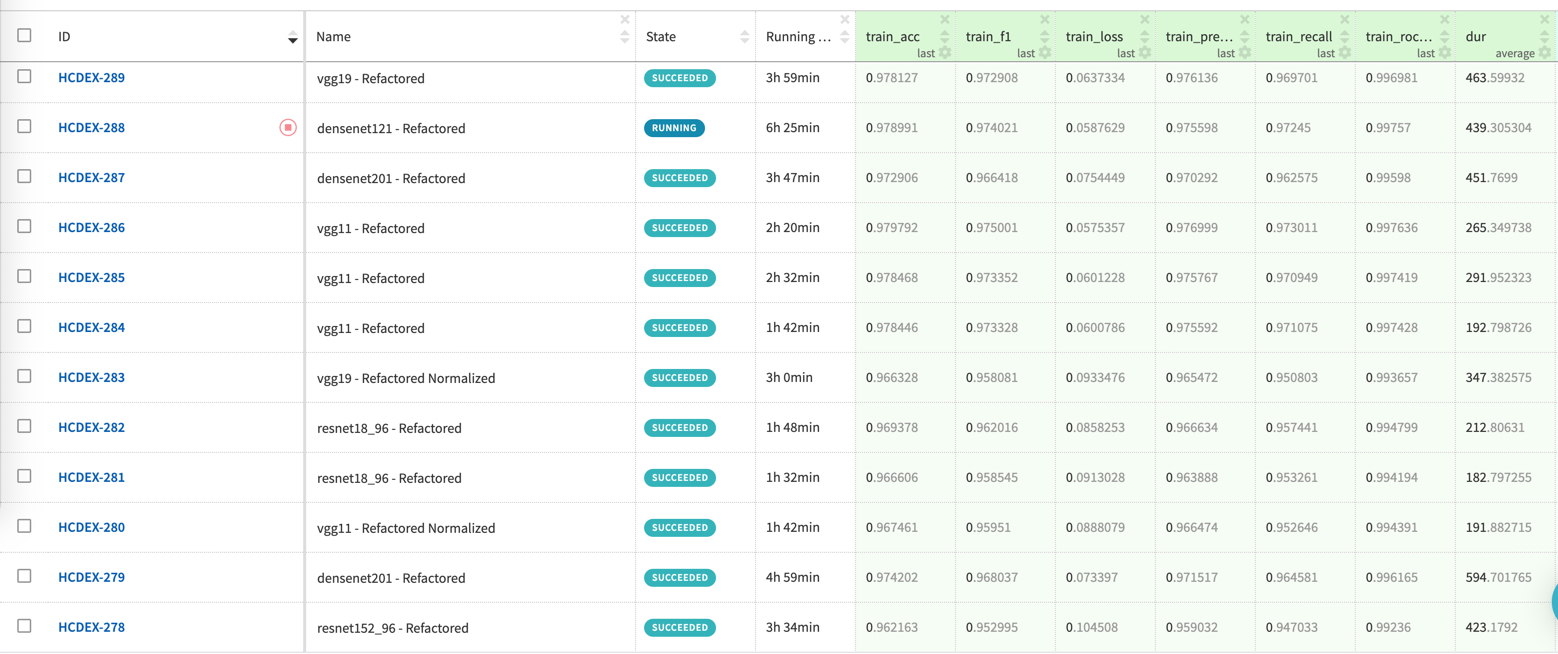 ID Name State Running ... train_acc train_f1 train_loss train_pre... train_recall train_roc... dur
last last last last last last average
HCDEX-289 vgg19 - Refactored SUCCEEDED 3h 59min 0.978127 0.972908 0.0637334 0.976136 0.969701 0.996981 463.59932
HCDEX-288 densenet121 - Refactored RUNNING 6h 25min 0.978991 0.974021 0.0587629 0.975598 0.97245 0.99757 439.305304
HCDEX-287 densenet201 - Refactored SUCCEEDED 3h 47min 0.972906 0.966418 0.0754449 0.970292 0.962575 0.99598 451.7699
HCDEX-286 vgg11 - Refactored SUCCEEDED 2h 20min 0.979792 0.975001 0.0575357 0.976999 0.973011 0.997636 265.349738
HCDEX-285 vgg11 - Refactored SUCCEEDED 2h 32min 0.978468 0.973352 0.0601228 0.975767 0.970949 0.997419 291.952323
HCDEX-284 vgg11 - Refactored SUCCEEDED 1h 42min 0.978446 0.973328 0.0600786 0.975592 0.971075 0.997428 192.798726
HCDEX-283 vgg19 - Refactored Normalized SUCCEEDED 3h 0min 0.966328 0.958081 0.0933476 0.965472 0.950803 0.993657 347.382575
HCDEX-282 resnet18_96 - Refactored SUCCEEDED 1h 48min 0.969378 0.962016 0.0858253 0.966634 0.957441 0.994799 212.80631
HCDEX-281 resnet18_96 - Refactored SUCCEEDED 1h 32min 0.966606 0.958545 0.0913028 0.963888 0.953261 0.994194 182.797255
HCDEX-280 vgg11 - Refactored Normalized SUCCEEDED 1h 42min 0.967461 0.95951 0.0888079 0.966474 0.952646 0.994391 191.882715
HCDEX-279 densenet201 - Refactored SUCCEEDED 4h 59min 0.974202 0.968037 0.073397 0.971517 0.964581 0.996165 594.701765
HCDEX-278 resnet152_96 - Refactored SUCCEEDED 3h 34min 0.962163 0.952995 0.104508 0.959032 0.947033 0.99236 423.1792